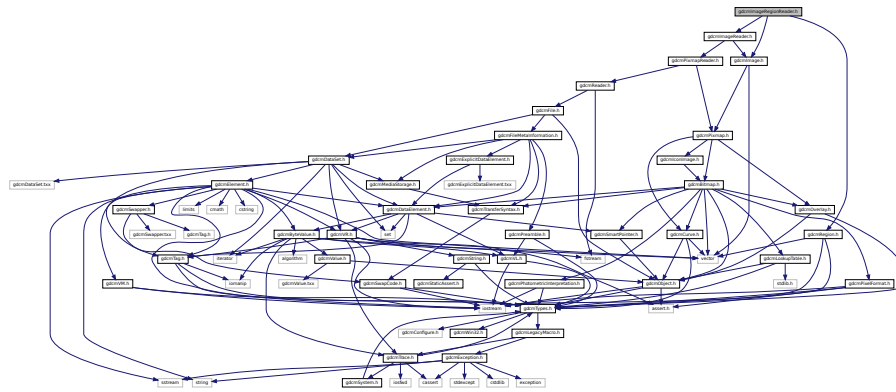 gdcmImageRegionReader.h
gdcmImageReader.h
gdcmPixmapReader.h
gdcmImage.h
gdcmReader.h
gdcmFile.h
gdcmFileMetaInformation.h
gdcmPixmap.h
gdcmDataSet.h
gdcmExplicitDataElement.h
gdcmIconImage.h
gdcmDataSet.txx
gdcmElement.h
gdcmMediaStorage.h
gdcmExplicitDataElement.txx
gdcmBitmap.h
gdcmSwapper.h
limits
cmath
cstring
gdcmDataElement.h
gdcmTransferSyntax.h
gdcmOverlay.h
gdcmSwapper.txx
gdcmTag.h
gdcmByteValue.h
gdcmVR.h
set
gdcmPreamble.h
gdcmSmartPointer.h
gdcmCurve.h
gdcmRegion.h
gdcmTag.h
iterator
algorithm
gdcmValue.h
gdcmString.h
gdcmVL.h
fstream
vector
gdcmLookupTable.h
gdcmVM.h
iomanip
gdcmValue.txx
gdcmSwapCode.h
gdcmStaticAssert.h
gdcmPhotometricInterpretation.h
gdcmObject.h
stdlib.h
gdcmPixelFormat.h
iostream
gdcmTypes.h
assert.h
gdcmConfigure.h
gdcmWin32.h
gdcmLegacyMacro.h
gdcmTrace.h
gdcmException.h
sstream
string
gdcmSystem.h
iosfwd
cassert
stdexcept
cstdlib
exception